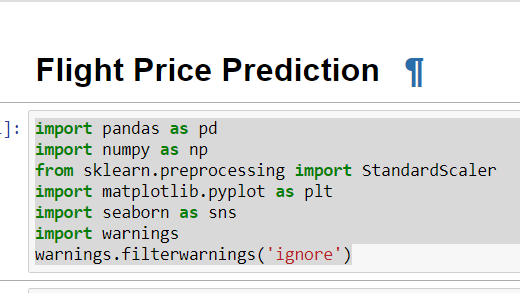 Flight Price Prediction ¶
]:
import pandas as pd
import numpy as np
from sklearn.preprocessing import StandardScaler
import matplotlib.pyplot as plt
import seaborn as sns
import warnings
warnings.filterwarnings('ignore')